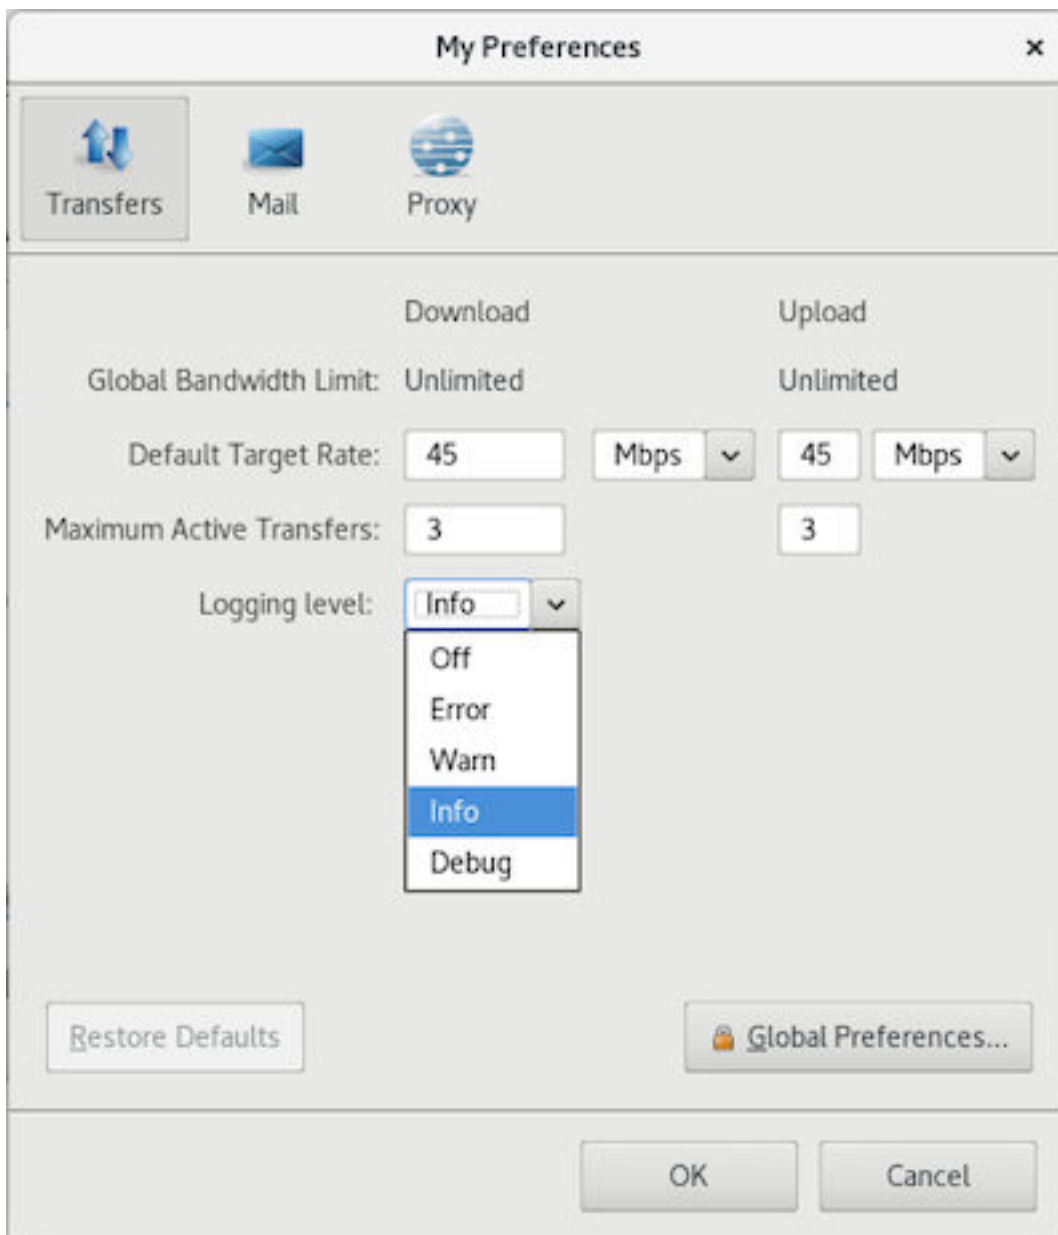 My Preferences
Transfers Mail Proxy
Download Upload
Global Bandwidth Limit: Unlimited Unlimited
Default Target Rate: 45 Mbps 45 Mbps
Maximum Active Transfers: 3 3
Logging level: Info
Off
Error
Warn
Info
Debug
Restore Defaults Global Preferences...
OK Cancel